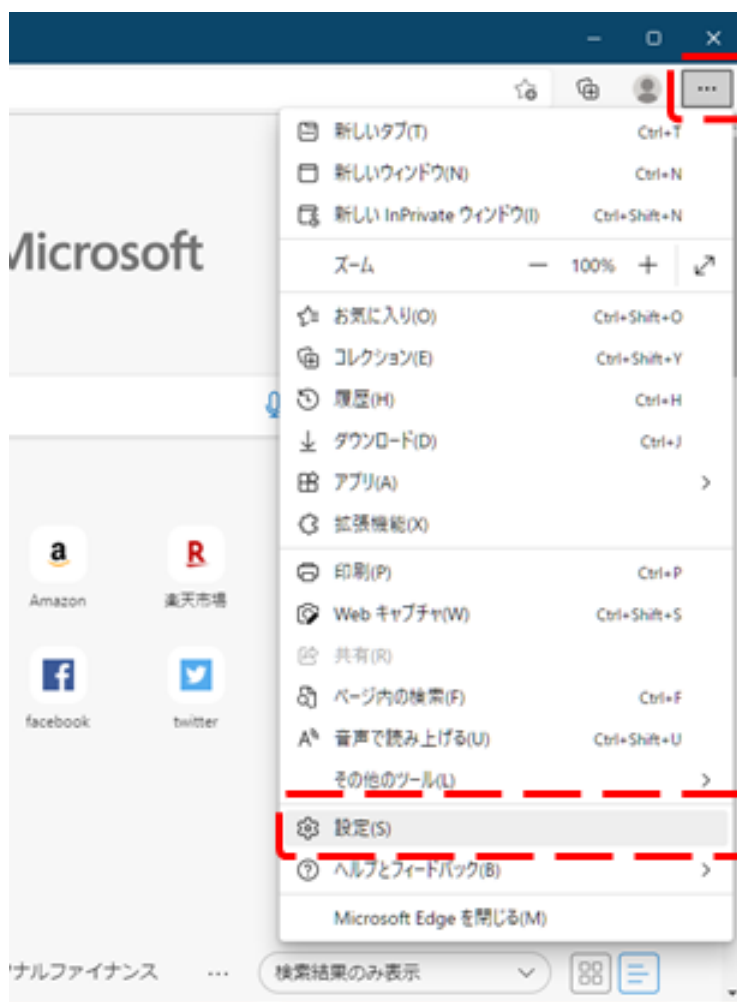 新しいタブ(T) Ctrl+T
新しいウィンドウ(N) Ctrl+N
新しい InPrivate ウィンドウ(I) Ctrl+Shift+N
Microsoft
ズーム 100%
お気に入り(O) Ctrl+Shift+O
コレクション(E) Ctrl+Shift+Y
履歴(H) Ctrl+H
ダウンロード(D) Ctrl+J
アプリ(A)
拡張機能(X)
印刷(P) Ctrl+P
Amazon 楽天市場
Web キャプチャ(W) Ctrl+Shift+S
共有(R)
ページ内の検索(F) Ctrl+F
facebook twitter
音声で読み上げる(U) Ctrl+Shift+U
その他のツール(L)
設定(S)
ヘルプとフィードバック(B)
Microsoft Edge を閉じる(M)
ナルファイナンス ... 検索結果のみ表示